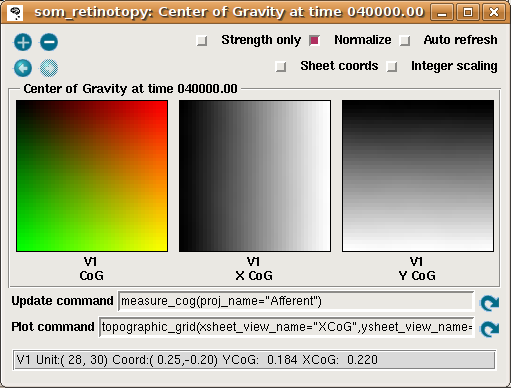 som_retinotopy: Center of Gravity at time 040000.00
Strength only Normalize Auto refresh
Sheet coords Integer scaling
Center of Gravity at time 040000.00
V1 V1 V1
CoG X CoG Y CoG
Update command measure_cog(proj_name="Afferent")
Plot command topographic_grid(xsheet_view_name="XCoG",ysheet_view_name=
V1 Unit:( 28, 30) Coord:( 0.25,-0.20) YCoG: 0.184 XCoG: 0.220